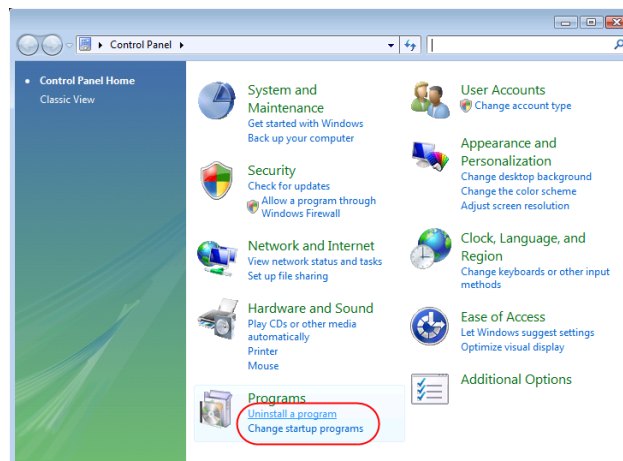 Control Panel
Control Panel Home
Classic View
System and
Maintenance
Get started with Windows
Back up your computer
Security
Check for updates
Allow a program through
Windows Firewall
Network and Internet
View network status and tasks
Set up file sharing
Hardware and Sound
Play CDs or other media
automatically
Printer
Mouse
Programs
Uninstall a program
Change startup programs
User Accounts
Change account type
Appearance and
Personalization
Change desktop background
Change the color scheme
Adjust screen resolution
Clock, Language, and
Region
Change keyboards or other input
methods
Ease of Access
Let Windows suggest settings
Optimize visual display
Additional Options